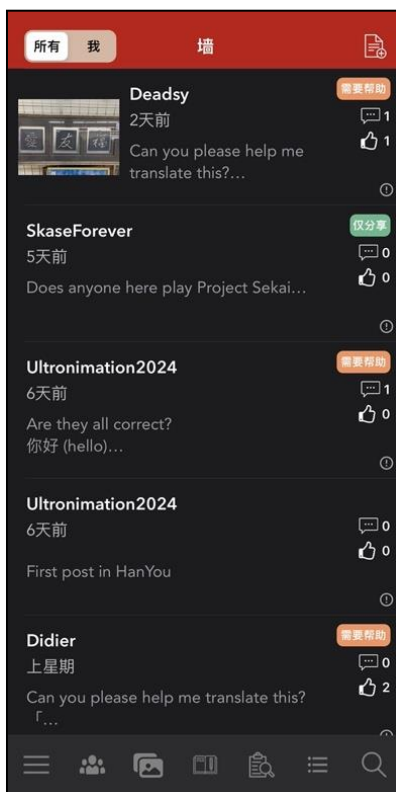 所有 我 墙
Deadsy 需要帮助
2天前 1
Can you please help me 1
translate this?...
SkaseForever 仅分享
5天前 0
Does anyone here play Project Sekai... 0
Ultronimation2024 需要帮助
6天前 1
Are they all correct? 0
你好 (hello)...
Ultronimation2024
6天前 0
First post in HanYou 0
Didier 需要帮助
上星期 0
Can you please help me translate this? 2
「...